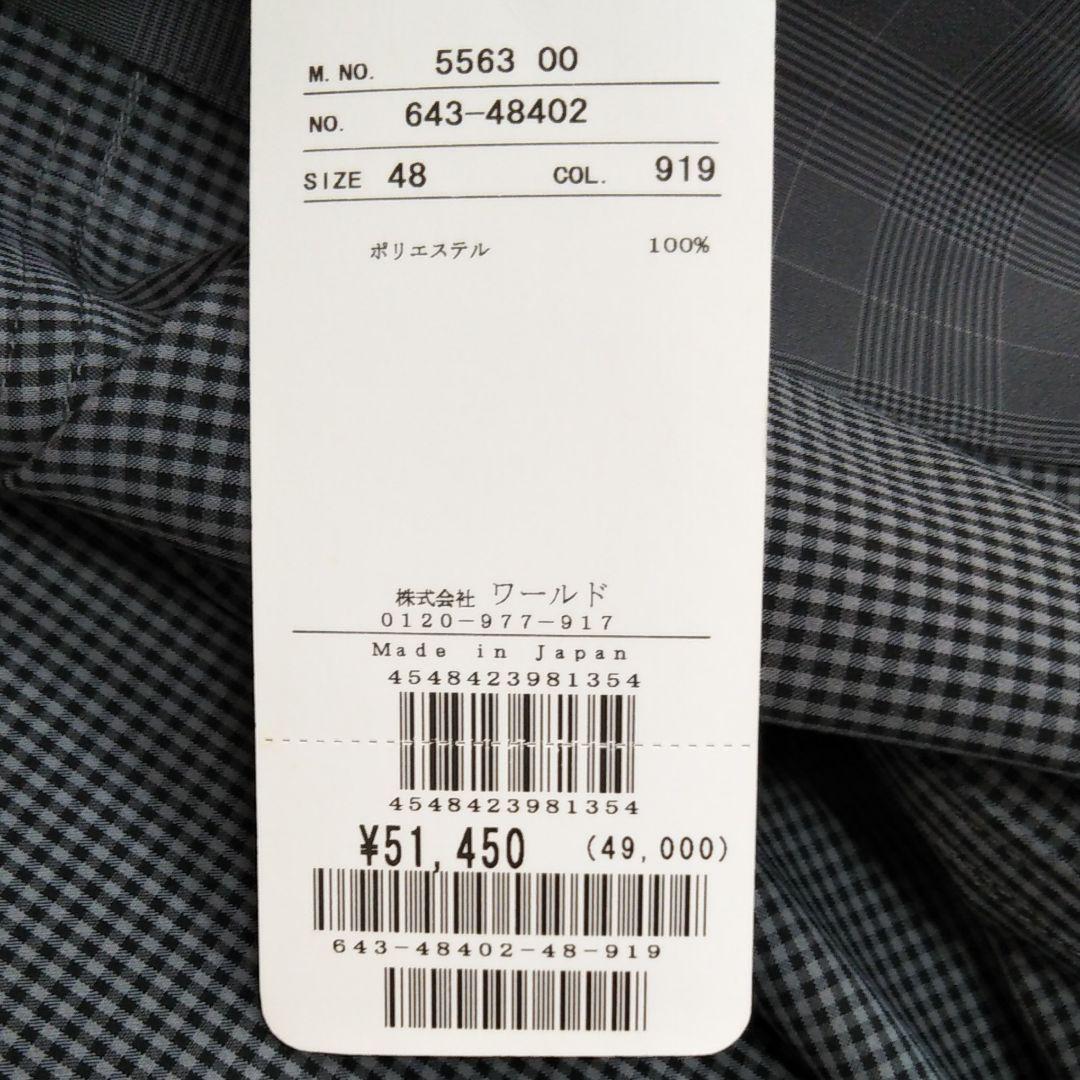 M. NO. 5563 00
NO. 643-48402
SIZE 48 COL. 919
ポリエステル 100%
株式会社 ワールド
0120-977-917
Made in Japan
4548423981354
4548423981354
¥51,450 (49,000)
643-48402-48-919